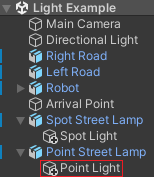 Light Example
Main Camera
Directional Light
Right Road
Left Road
Robot
Arrival Point
Spot Street Lamp
Spot Light
Point Street Lamp
Point Light